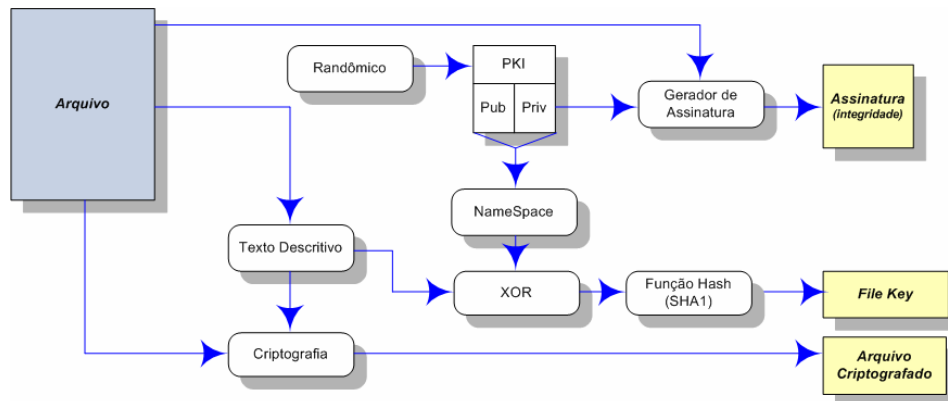 Arquivo
Randômico
PKI
Pub
Priv
Gerador de
Assinatura
Assinatura
(integridade)
NameSpace
Texto Descritivo
XOR
Função Hash
(SHA1)
File Key
Criptografia
Arquivo
Criptografado